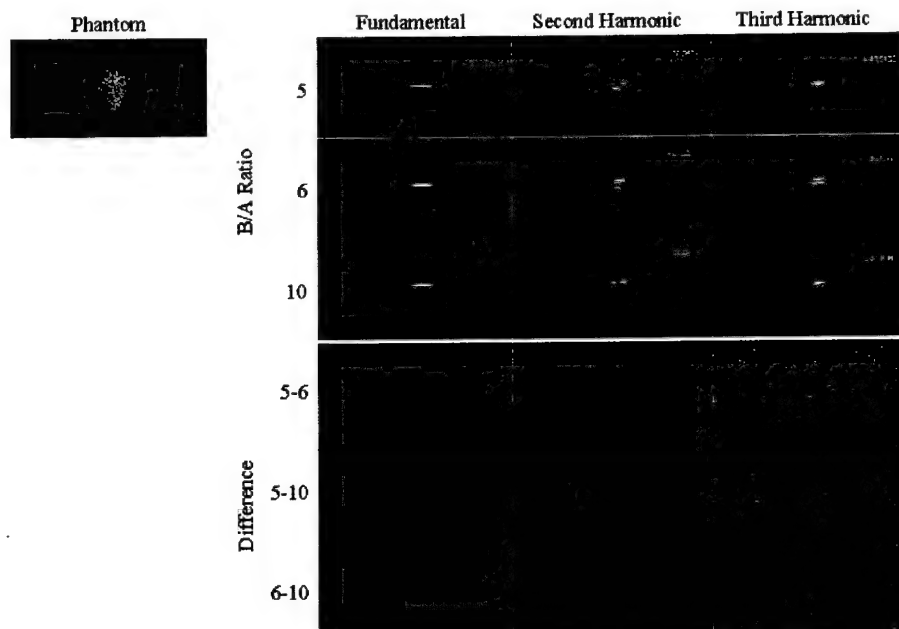 Phantom
Fundamental Second Harmonic Third Harmonic
5
6
10
B/A Ratio
5-6
5-10
6-10
Difference